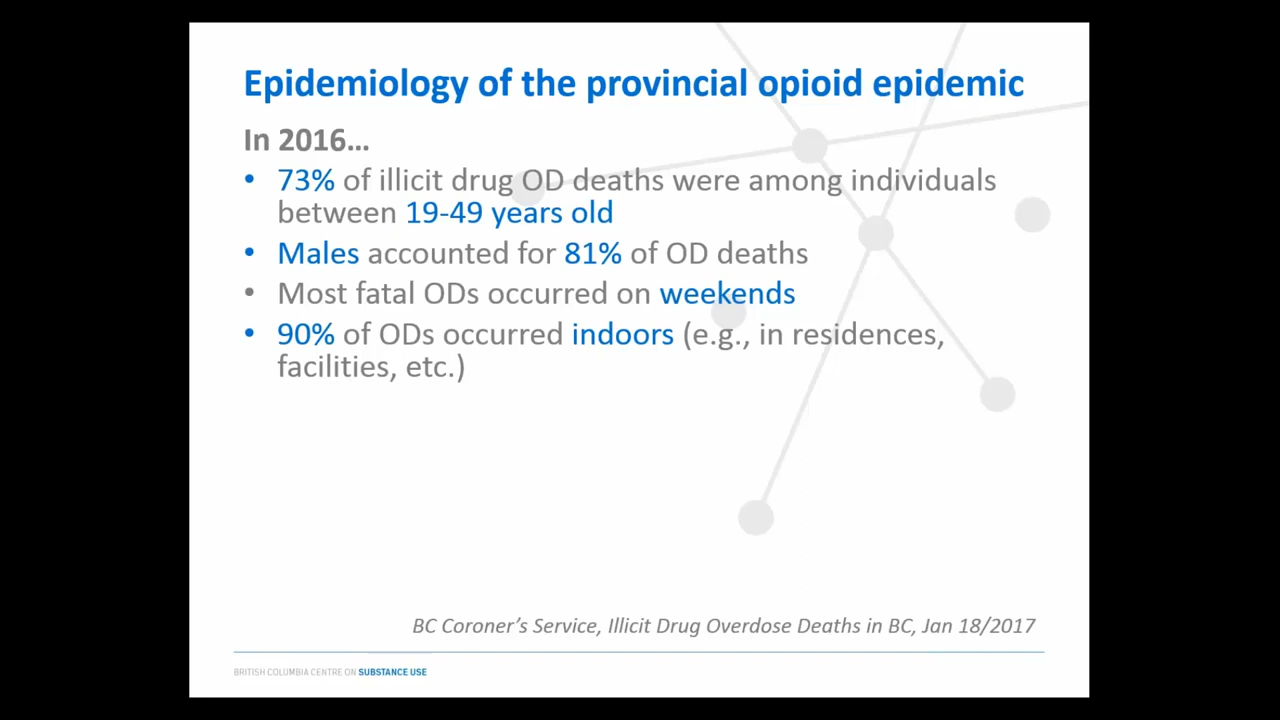 Epidemiology of the provincial opioid epidemic
In 2016...
• 73% of illicit drug OD deaths were among individuals
between 19-49 years old
• Males accounted for 81% of OD deaths
• Most fatal ODs occurred on weekends
• 90% of ODs occurred indoors (e.g., in residences,
facilities, etc.)
BC Coroner’s Service, Illicit Drug Overdose Deaths in BC, Jan 18/2017
BRITISH COLUMBIA CENTRE ON SUBSTANCE USE